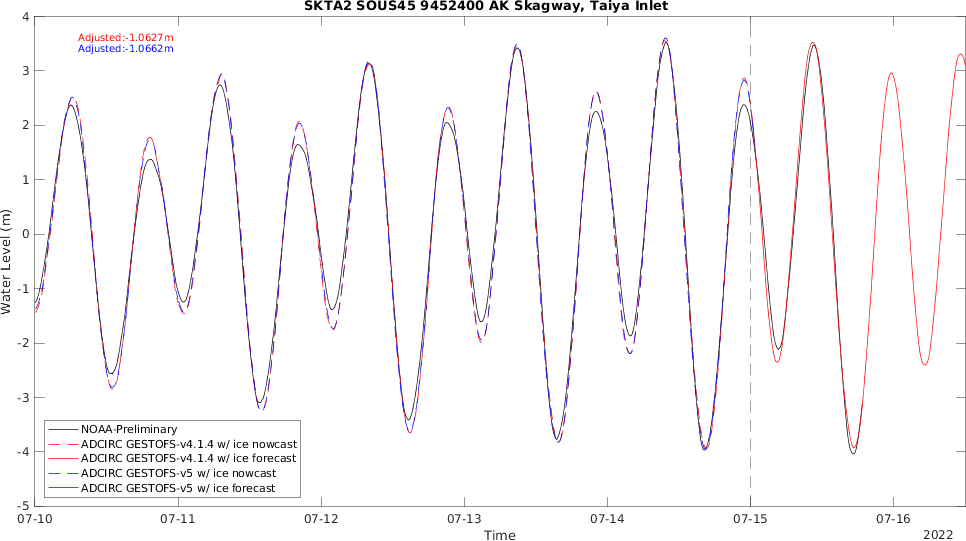 SKTA2 SOUS45 9452400 AK Skagway, Taiya Inlet
Adjusted:-1.0627m
Adjusted:-1.0662m
4
3
2
1
0
-1
-2
-3
-4
-5
Water Level (m)
NOAA-Preliminary
ADCIRC GESTOFS-v4.1.4 w/ ice nowcast
ADCIRC GESTOFS-v4.1.4 w/ ice forecast
ADCIRC GESTOFS-v5 w/ ice nowcast
ADCIRC GESTOFS-v5 w/ ice forecast
07-10 07-11 07-12 07-13 07-14 07-15 07-16
Time
2022